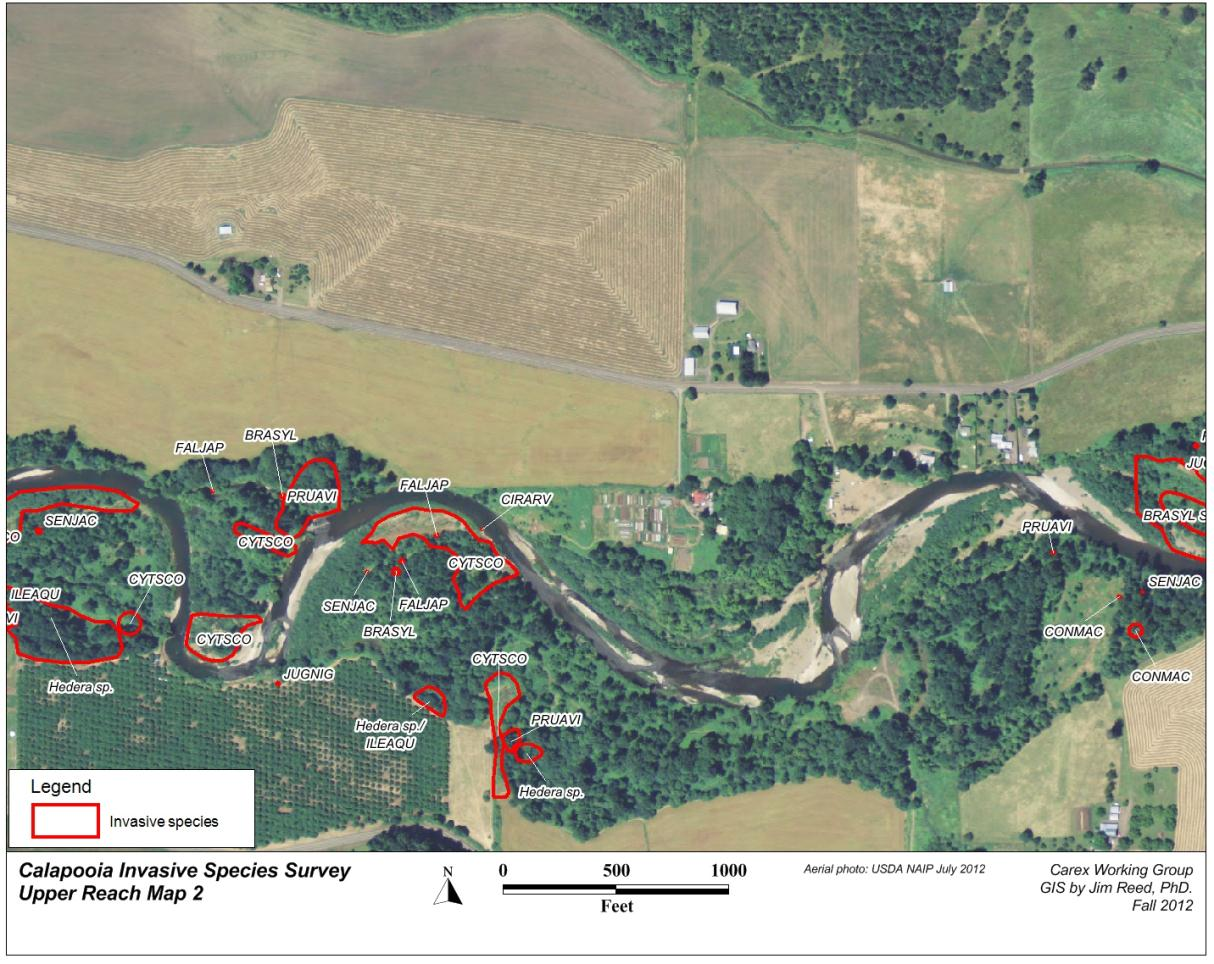 BRASYL
FALJAP
PRUAVI
FALJAP
CIRARV
JU
BRASYL S
SENJAC
CO
CYTSCO
PRUAVI
CYTSCO
CYTSCO
SENJAC
ILEAQU
SENJAC
FALJAP
VI
CYTSCO
BRASYL
CONMAC
CYTSCO
JUGNIG
CONMAC
Hedera sp.
PRUAVI
Hedera sp./
ILEAQU
Hedera sp.
Legend
Invasive species
Calapooia Invasive Species Survey
Upper Reach Map 2
N
0 500 1000
Feet
Aerial photo: USDA NAIP July 2012
Carex Working Group
GIS by Jim Reed, PhD.
Fall 2012